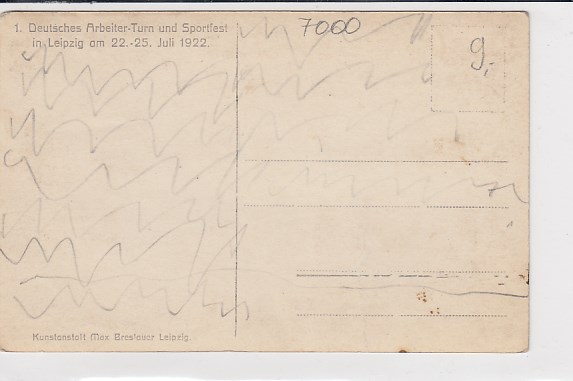 1. Deutsches Arbeiter-Turn und Sportfest
in Leipzig am 22.-25. Juli 1922.
7000
9,-
Kunstanstalt Max Breslauer Leipzig.